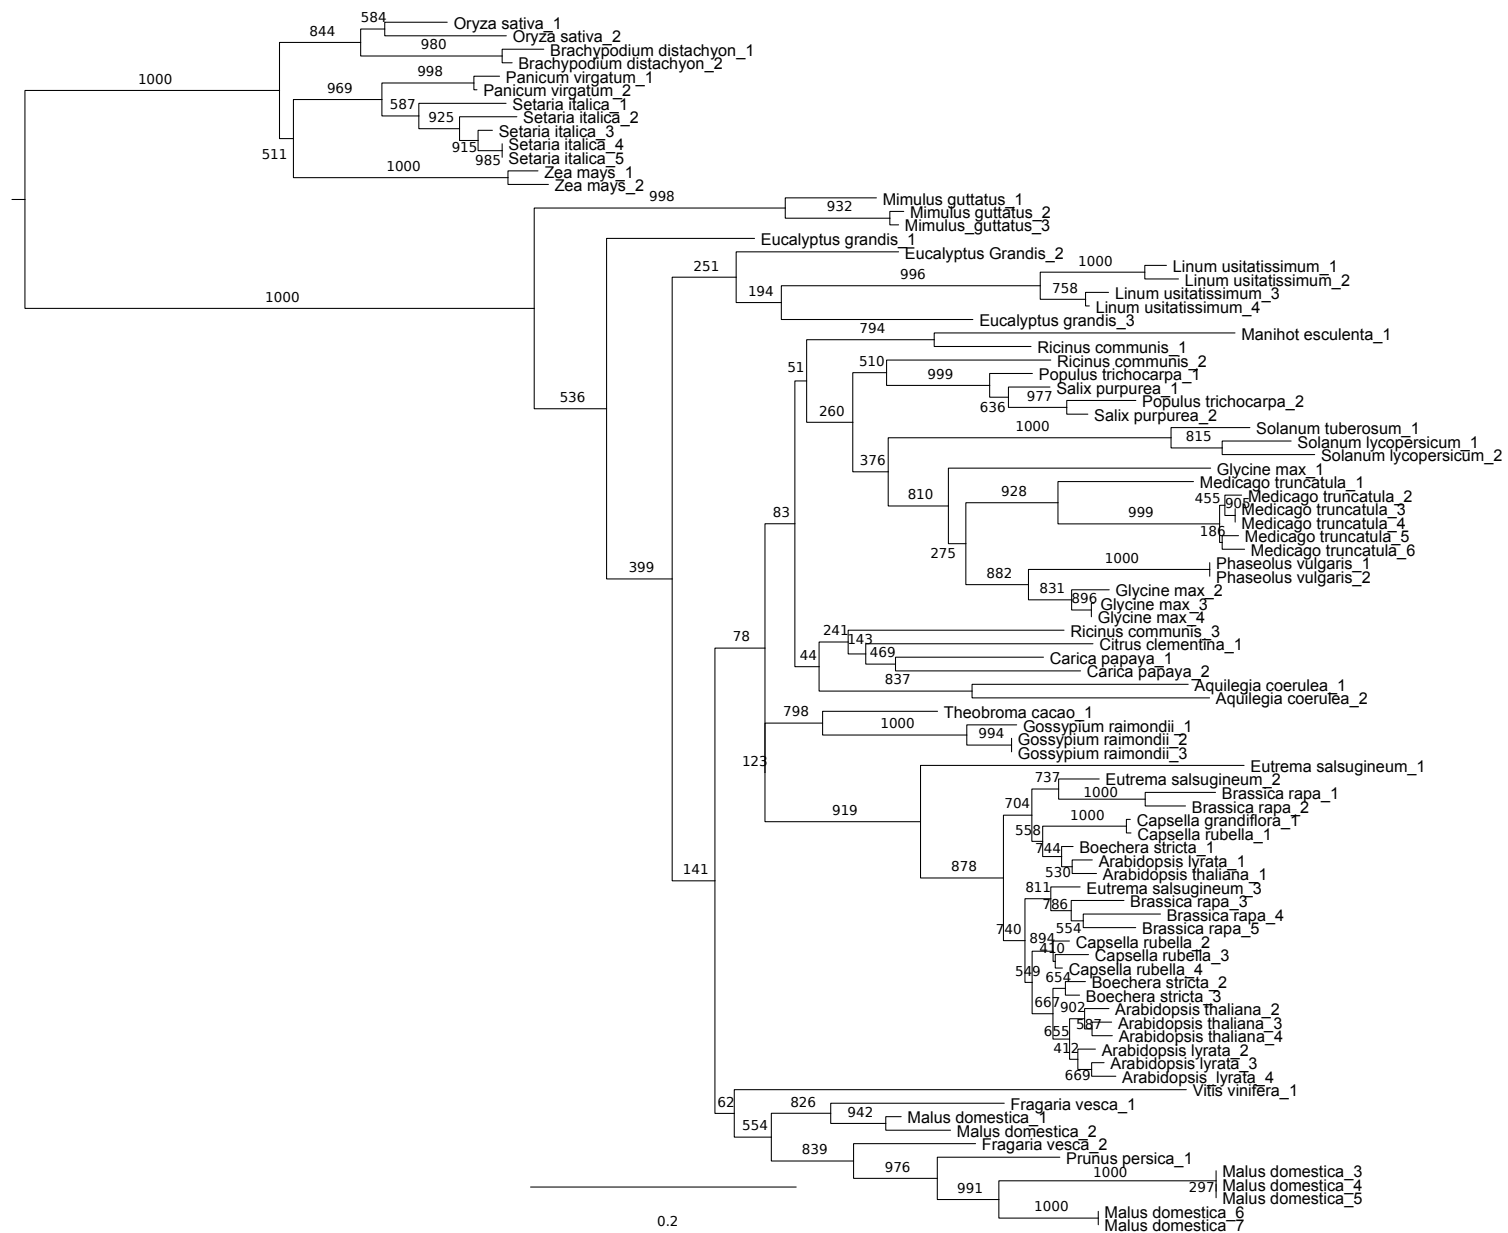 584
Oryza sativa_1
844
Oryza sativa_2
980
Brachypodium distachyon_1
Brachypodium distachyon_2
1000
998
Panicum virgatum_1
969
Panicum virgatum_2
587
Setaria italica_1
925
Setaria italica_2
Setaria italica_3
915
Setaria italica_4
511
985
Setaria italica_5
1000
Zea mays_1
Zea mays_2
998
Mimulus guttatus_1
932
Mimulus guttatus_2
Mimulus_guttatus_3
Eucalyptus grandis_1
Eucalyptus Grandis_2
251
1000
Linum usitatissimum_1
996
Linum usitatissimum_2
194
758
Linum usitatissimum_3
1000
Linum usitatissimum_4
Eucalyptus grandis_3
794
Manihot esculenta_1
Ricinus communis_1
51
510
Ricinus communis_2
999
Populus trichocarpa_1
977
Salix purpurea_1
536
636
Populus trichocarpa_2
260
Salix purpurea_2
1000
Solanum tuberosum_1
815
Solanum lycopersicum_1
Solanum lycopersicum_2
376
Glycine max_1
810
928
Medicago truncatula_1
455
Medicago truncatula_2
905
Medicago truncatula_3
83
999
Medicago truncatula_4
186
Medicago truncatula_5
275
Medicago truncatula_6
1000
Phaseolus vulgaris_1
399
882
Phaseolus vulgaris_2
831
Glycine max_2
896
Glycine max_3
Glycine max_4
78
241
Ricinus communis_3
143
Citrus clementina_1
44
469
Carica papaya_1
Carica papaya_2
837
Aquilegia coerulea_1
Aquilegia coerulea_2
798
Theobroma cacao_1
1000
Gossypium raimondii_1
994
Gossypium raimondii_2
Gossypium raimondii_3
123
Eutrema salsugineum_1
737
Eutrema salsugineum_2
1000
Brassica rapa_1
704
Brassica rapa_2
919
1000
Capsella grandiflora_1
558
Capsella rubella_1
744
Boechera stricta_1
141
878
Arabidopsis lyrata_1
530
Arabidopsis thaliana_1
811
Eutrema salsugineum_3
786
Brassica rapa_3
Brassica rapa_4
740
554
Brassica rapa_5
894
Capsella rubella_2
410
Capsella rubella_3
549
Capsella rubella_4
654
Boechera stricta_2
667
Boechera stricta_3
902
Arabidopsis thaliana_2
587
Arabidopsis thaliana_3
655
Arabidopsis thaliana_4
412
Arabidopsis lyrata_2
Arabidopsis lyrata_3
669
Arabidopsis_lyrata_4
Vitis vinifera_1
62
826
Fragaria vesca_1
942
Malus domestica_1
554
Malus domestica_2
839
Fragaria vesca_2
976
Prunus persica_1
1000
Malus domestica_3
991
297
Malus domestica_4
Malus domestica_5
1000
Malus domestica_6
0.2
Malus domestica_7